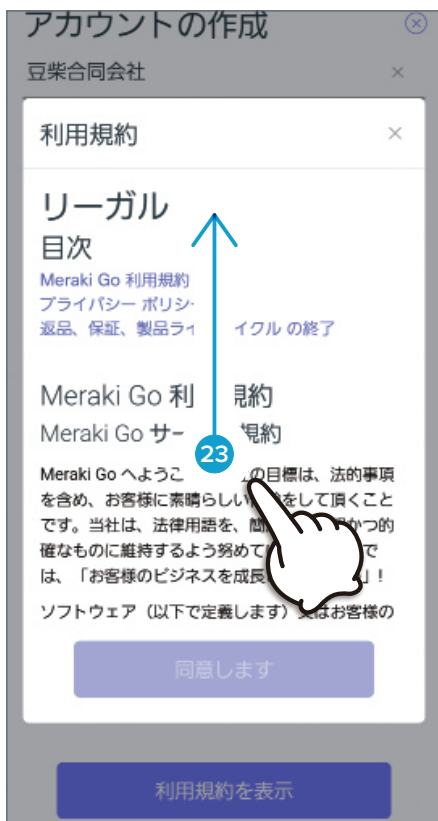 アカウントの作成
豆柴合同会社
利用規約
リーガル
目次
Meraki Go 利用規約
プライバシー ポリシ
返品、保証、製品ラ イクル の終了
Meraki Go 利 規約
Meraki Go サー 規約
23
Meraki Go へようこ の目標は、法的事項
を含め、お客様に素晴らしい をして頂くこと
です。当社は、法律用語を、 かつ的
確なものに維持するよう努めて で
は、「お客様のビジネスを成長 」!
ソフトウェア（以下で定義します）又はお客様の
同意します
利用規約を表示